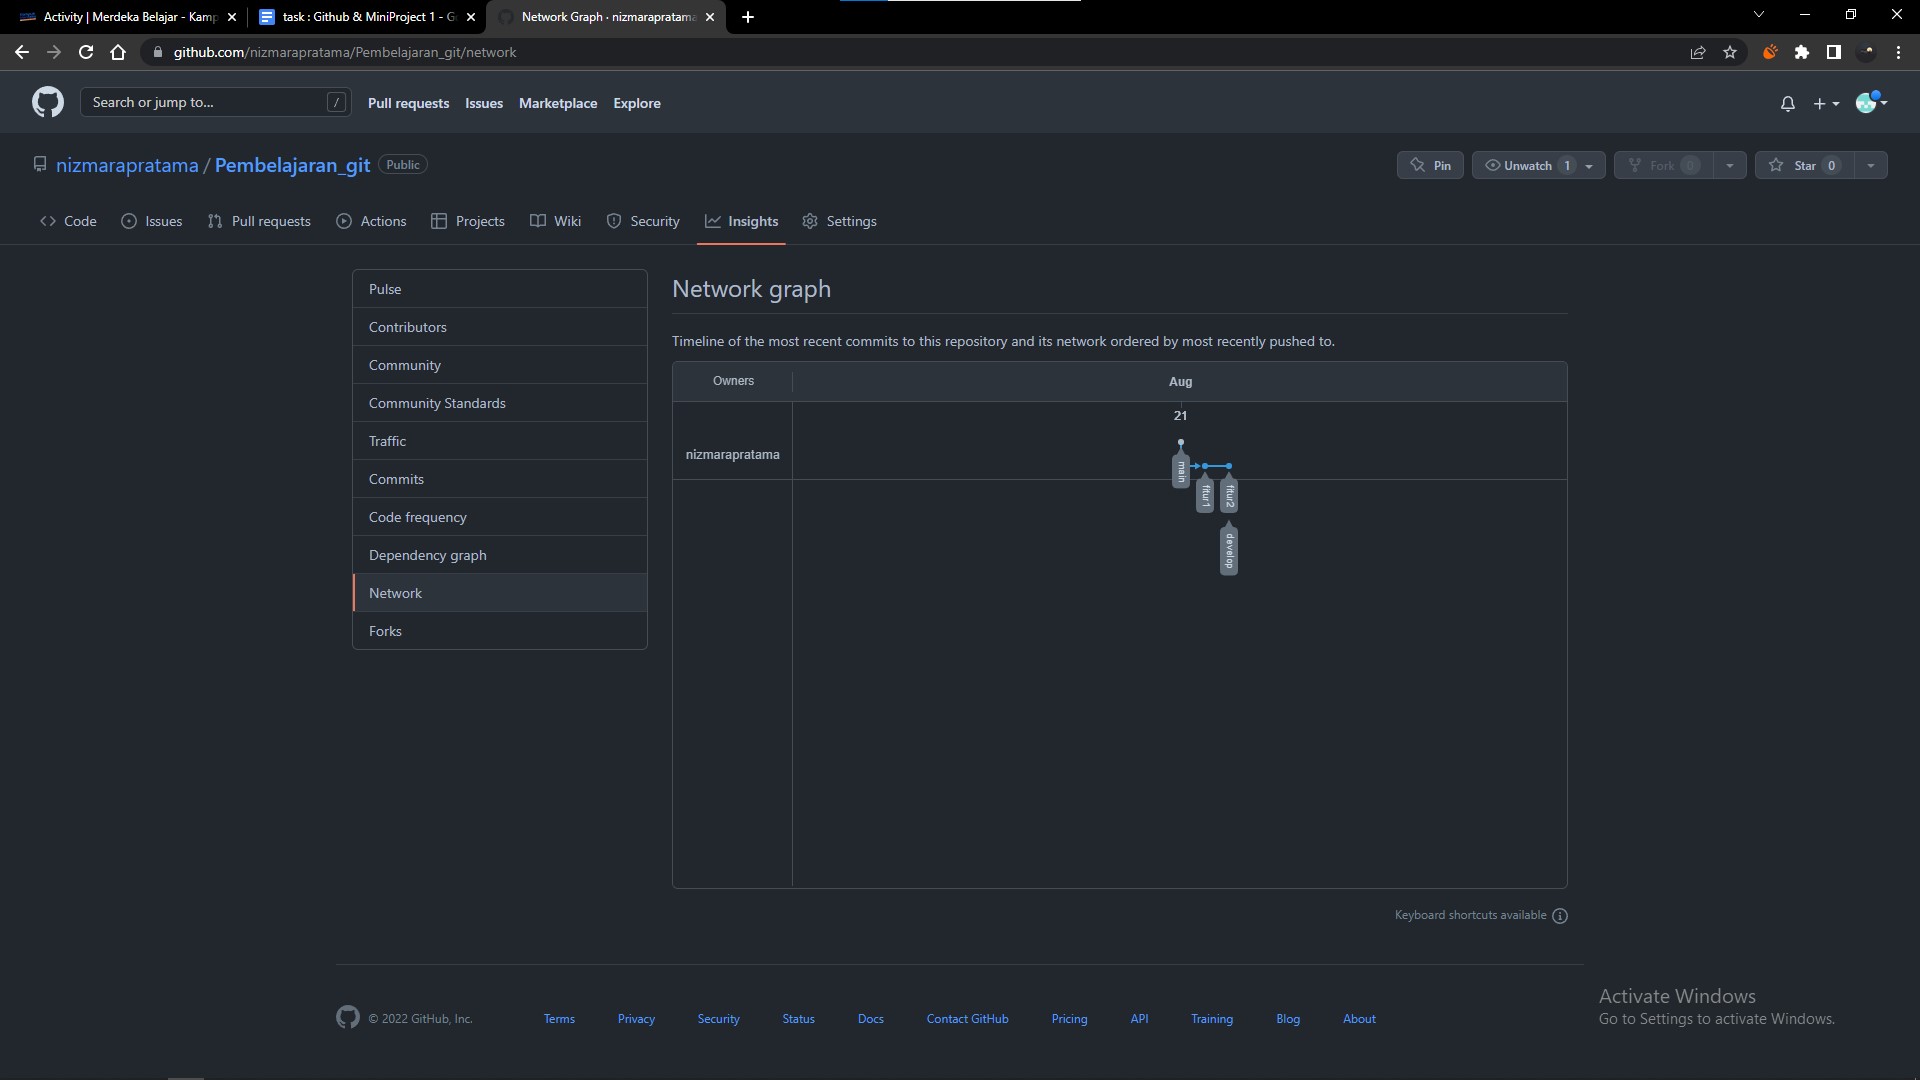 Activity | Merdeka Belajar - Kamp
task : Github & MiniProject 1 - Go
Network Graph · nizmarapratama
github.com/nizmarapratama/Pembelajaran_git/network
Search or jump to... /
Pull requests Issues Marketplace Explore
nizmarapratama / Pembelajaran_git Public
Pin Unwatch 1 Fork 0 Star 0
Code Issues Pull requests Actions Projects Wiki Security Insights Settings
Pulse
Contributors
Community
Community Standards
Traffic
Commits
Code frequency
Dependency graph
Network
Forks
Network graph
Timeline of the most recent commits to this repository and its network ordered by most recently pushed to.
Owners Aug
21
nizmarapratama
main
fitur1
fitur2
develop
Keyboard shortcuts available
© 2022 GitHub, Inc. Terms Privacy Security Status Docs Contact GitHub Pricing API Training Blog About
Activate Windows
Go to Settings to activate Windows.